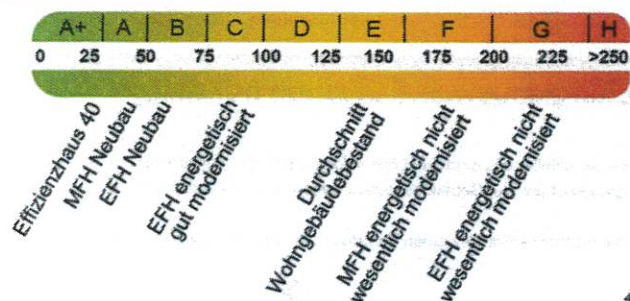 A+ A B C D E F G H
0 25 50 75 100 125 150 175 200 225 >250
Effizienzhaus 40
MFH Neubau
EFH Neubau
EFH energetisch
gut modernisiert
Durchschnitt
Wohngebäudebestand
MFH energetisch nicht
wesentlich modernisiert
EFH energetisch nicht
wesentlich modernisiert